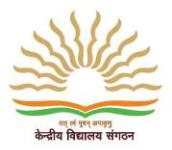 तत् त्वं पूषन् अपावृणु
केन्द्रीय विद्यालय संगठन